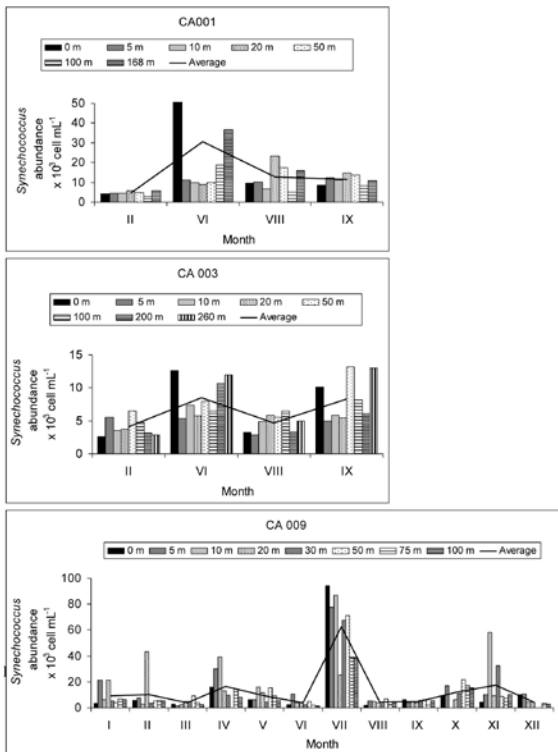 CA001
0 m 5 m 10 m 20 m 50 m
100 m 168 m Average
Synechococcus
abundance
x 10³ cell mL⁻¹
50
40
30
20
10
0
II VI VIII IX
Month
CA 003
0 m 5 m 10 m 20 m 50 m
100 m 200 m 260 m Average
Synechococcus
abundance
x 10³ cell mL⁻¹
15
10
5
0
II VI VIII IX
Month
CA 009
0 m 5 m 10 m 20 m 30 m 50 m 75 m 100 m Average
Synechococcus
abundance
x 10³ cell mL⁻¹
100
80
60
40
20
0
I II III IV V VI VII VIII IX X XI XII
Month